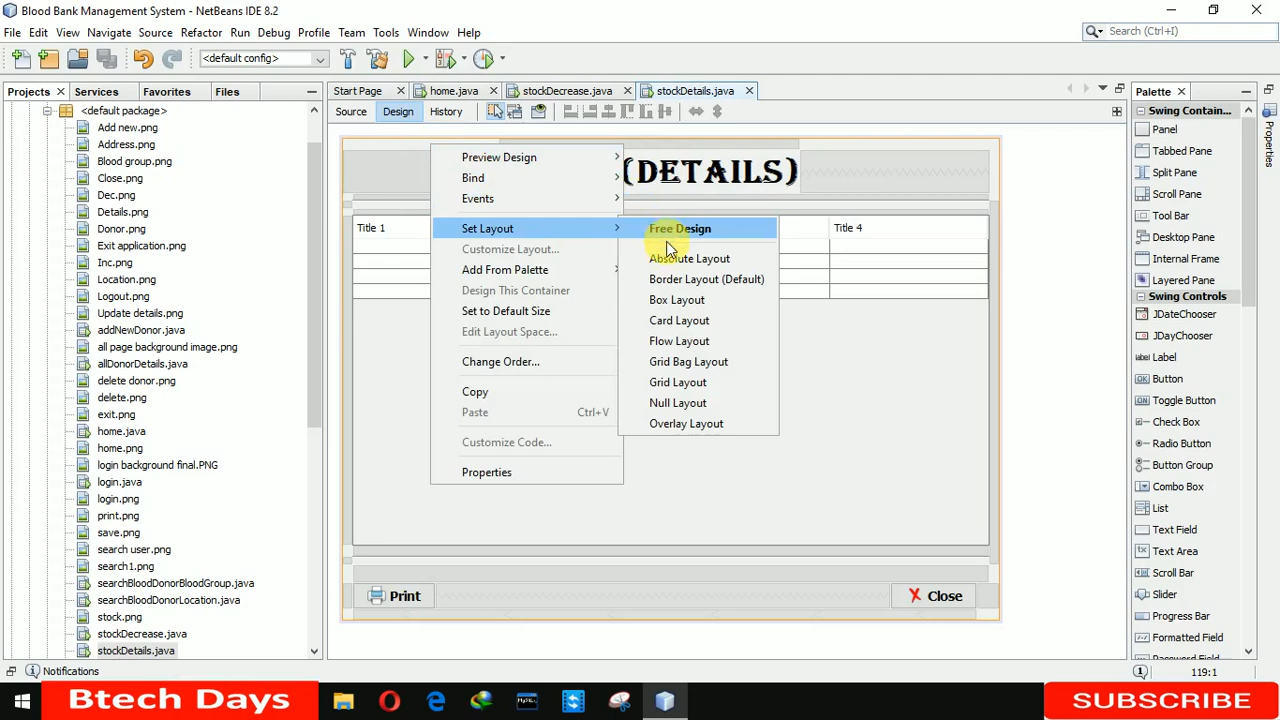 Blood Bank Management System - NetBeans IDE 8.2
File Edit View Navigate Source Refactor Run Debug Profile Team Tools Window Help
Search (Ctrl+I)
<default config>
Projects Services Favorites Files
Start Page home.java stockDecrease.java stockDetails.java
Palette
Source Design History
<default package>
Add new.png
Address.png
Blood group.png
Close.png
Dec.png
Details.png
Donor.png
Exit application.png
Inc.png
Location.png
Logout.png
Update details.png
addNewDonor.java
all page background image.png
allDonorDetails.java
delete donor.png
delete.png
exit.png
home.java
home.png
login background final.PNG
login.java
login.png
print.png
save.png
search user.png
search1.png
searchBloodDonorBloodGroup.java
searchBloodDonorLocation.java
stock.png
stockDecrease.java
stockDetails.java
(DETAILS)
Title 1
Title 4
Print
Close
Preview Design
Bind
Events
Set Layout
Customize Layout...
Add From Palette
Design This Container
Set to Default Size
Edit Layout Space...
Change Order...
Copy
Paste Ctrl+V
Customize Code...
Properties
Free Design
Absolute Layout
Border Layout (Default)
Box Layout
Card Layout
Flow Layout
Grid Bag Layout
Grid Layout
Null Layout
Overlay Layout
Swing Contain...
Panel
Tabbed Pane
Split Pane
Scroll Pane
Tool Bar
Desktop Pane
Internal Frame
Layered Pane
Swing Controls
JDateChooser
JDayChooser
Label
Button
Toggle Button
Check Box
Radio Button
Button Group
Combo Box
List
Text Field
Text Area
Scroll Bar
Slider
Progress Bar
Formatted Field
Password Field
Properties
Notifications
119:1
Btech Days
MySQL
SUBSCRIBE